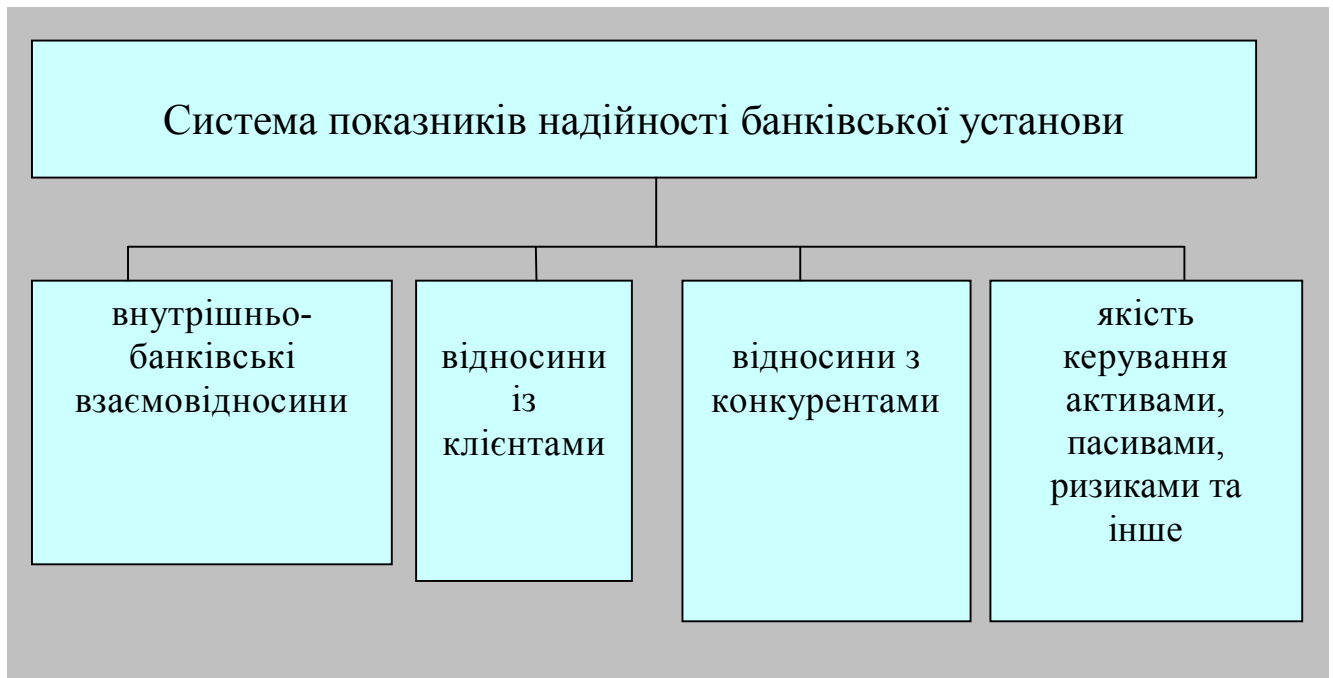 Система показників надійності банківської установи
внутрішньо-
банківські
взаємовідносини
відносини
із
клієнтами
відносини з
конкурентами
якість
керування
активами,
пасивами,
ризиками та
інше